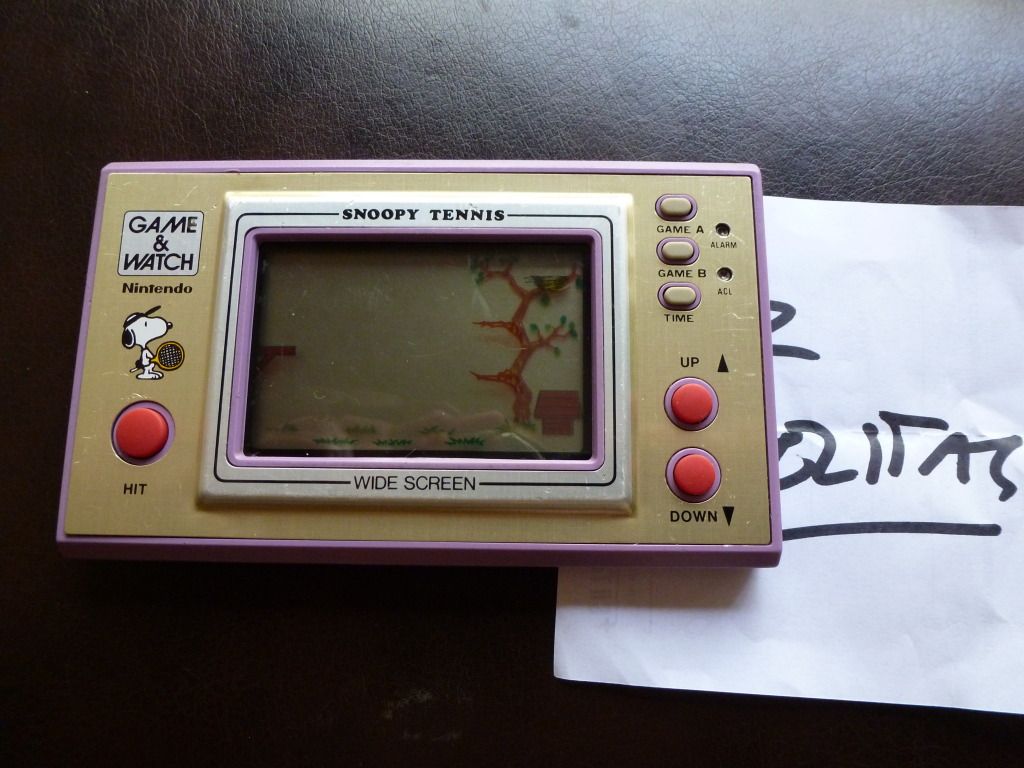 GAME
&
WATCH
Nintendo
HIT
SNOOPY TENNIS
WIDE SCREEN
GAME A
ALARM
GAME B
ACL
TIME
UP ▲
DOWN ▼